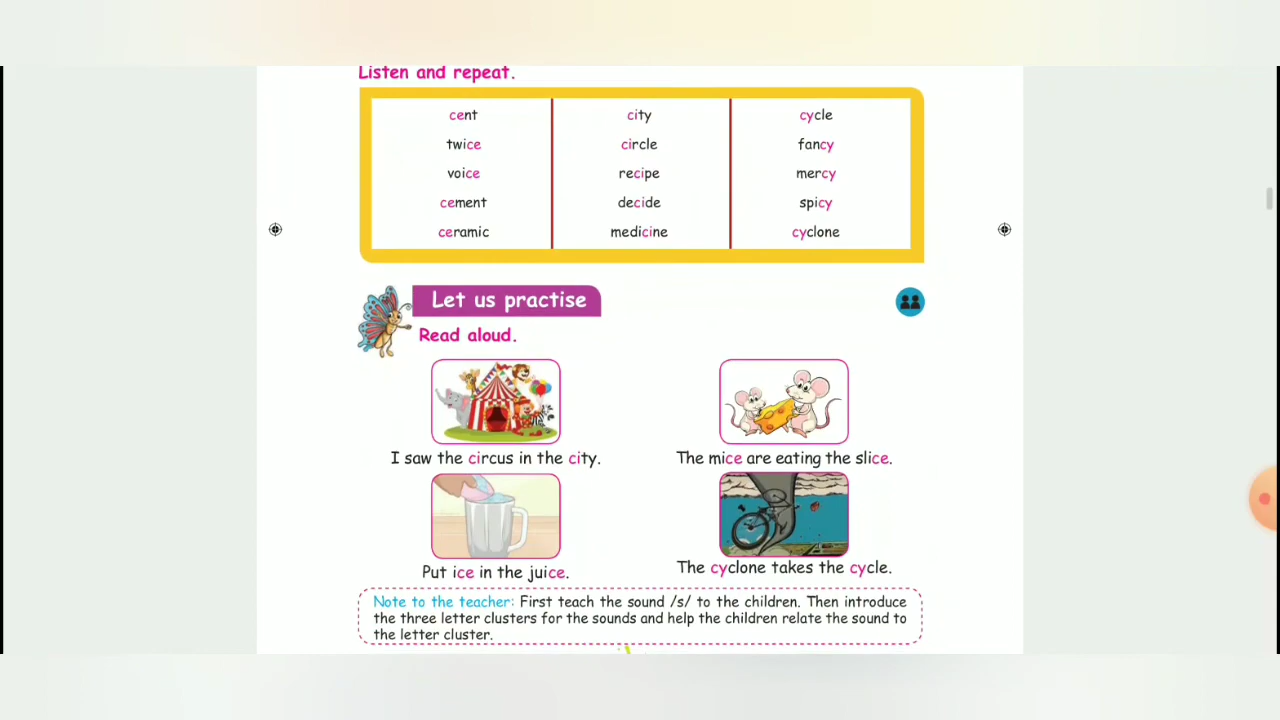 Listen and repeat.
cent city cycle
twice circle fancy
voice recipe mercy
cement decide spicy
ceramic medicine cyclone
Let us practise
Read aloud.
I saw the circus in the city.
The mice are eating the slice.
Put ice in the juice.
The cyclone takes the cycle.
Note to the teacher: First teach the sound /s/ to the children. Then introduce
the three letter clusters for the sounds and help the children relate the sound to
the letter cluster.